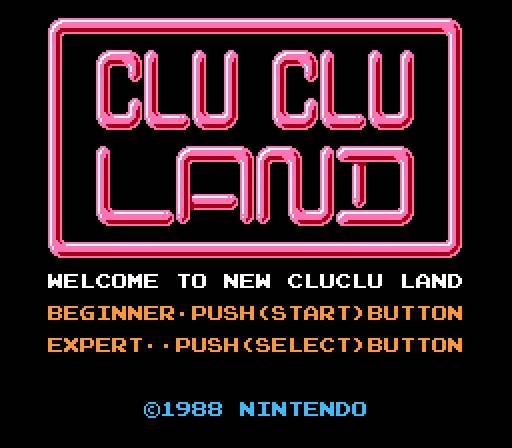 CLU CLU
LAND
WELCOME TO NEW CLUCLU LAND
BEGINNER·PUSH(START)BUTTON
EXPERT··PUSH(SELECT)BUTTON
©1988 NINTENDO